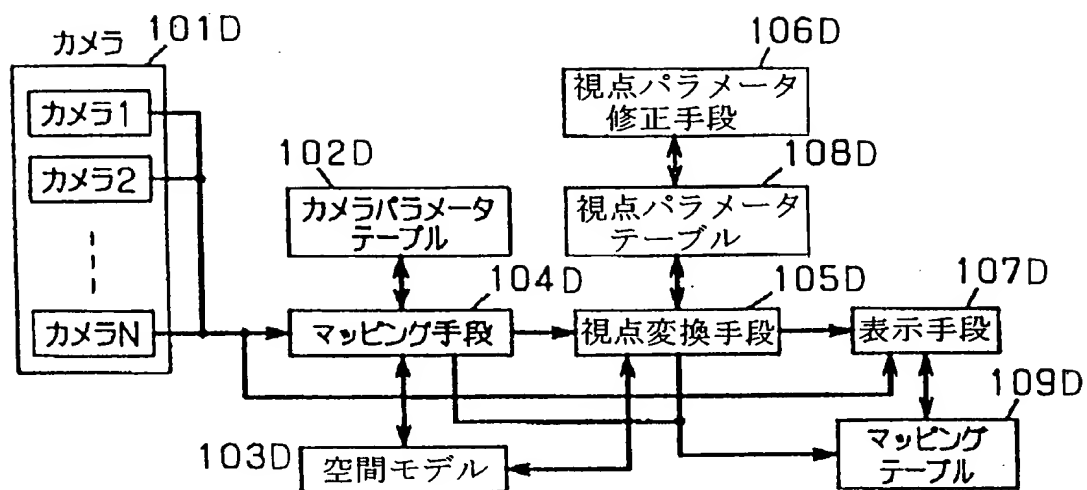 カメラ
101D
カメラ1
カメラ2
カメラN
106D
視点パラメータ
修正手段
102D
カメラパラメータ
テーブル
108D
視点パラメータ
テーブル
104D
マッピング手段
105D
視点変換手段
107D
表示手段
103D
空間モデル
109D
マッピング
テーブル